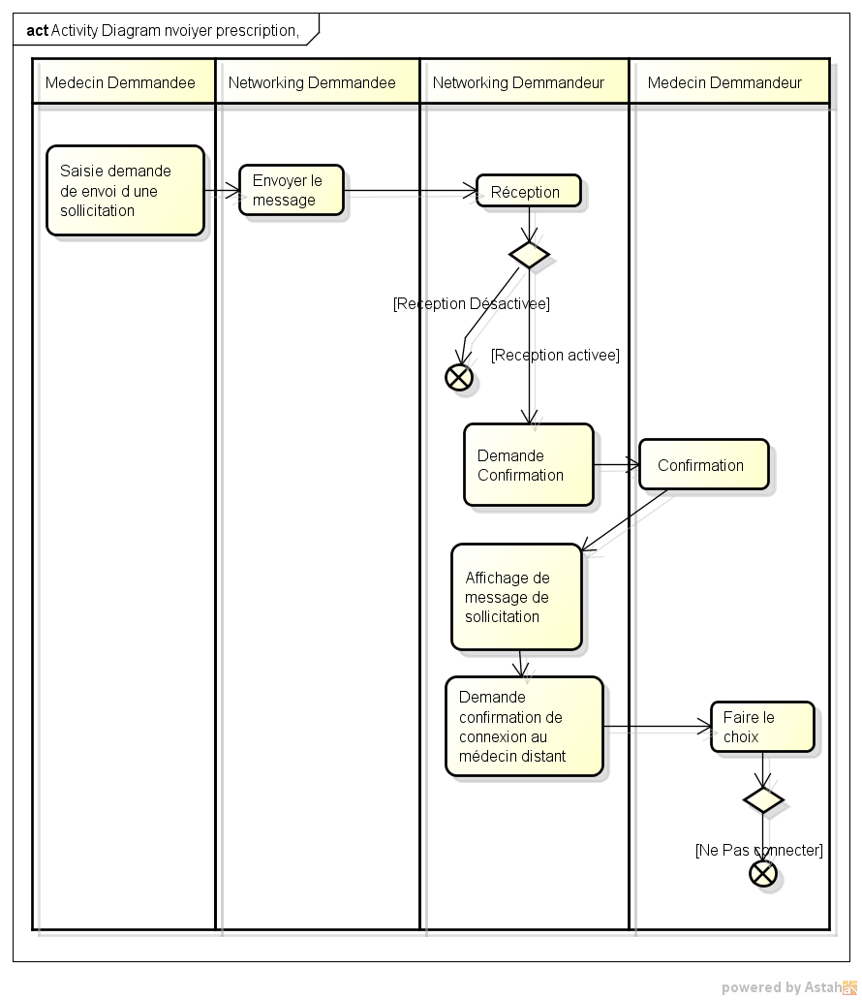 act Activity Diagram nvoiyer prescription,
Medecin Demmandee
Networking Demmandee
Networking Demmandeur
Medecin Demmandeur
Saisie demande
de envoi d une
sollicitation
Envoyer le
message
Réception
[Reception Désactivee]
[Reception activee]
Demande
Confirmation
Confirmation
Affichage de
message de
sollicitation
Demande
confirmation de
connexion au
médecin distant
Faire le
choix
[Ne Pas connecter]
powered by Astah